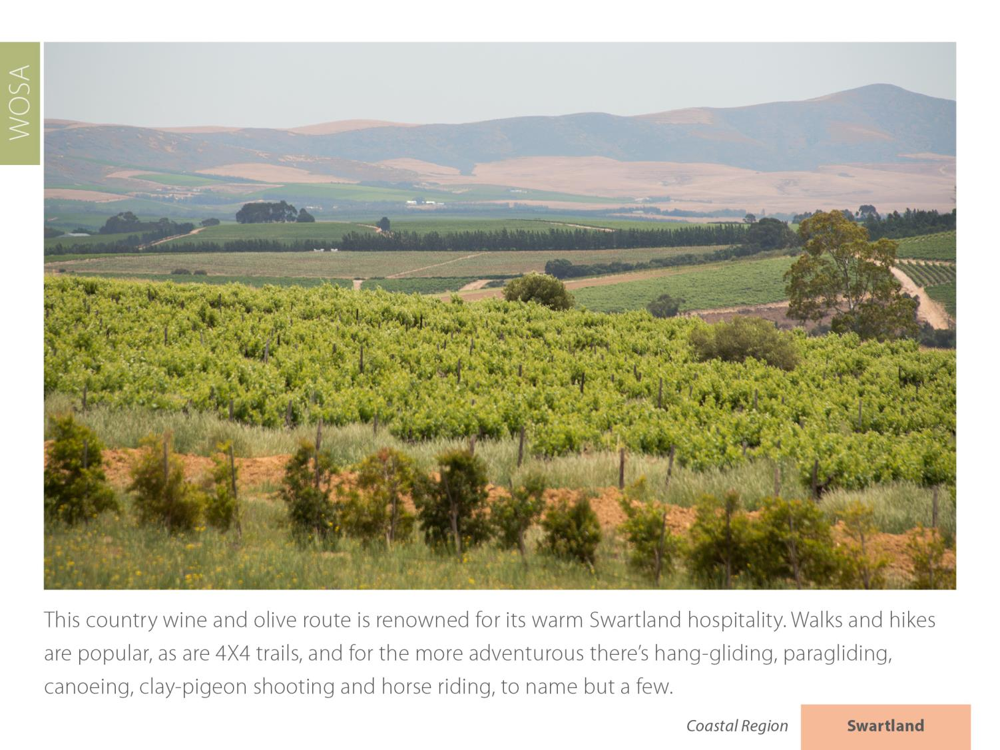 WOSA
This country wine and olive route is renowned for its warm Swartland hospitality. Walks and hikes
are popular, as are 4X4 trails, and for the more adventurous there’s hang-gliding, paragliding,
canoeing, clay-pigeon shooting and horse riding, to name but a few.
Coastal Region
Swartland